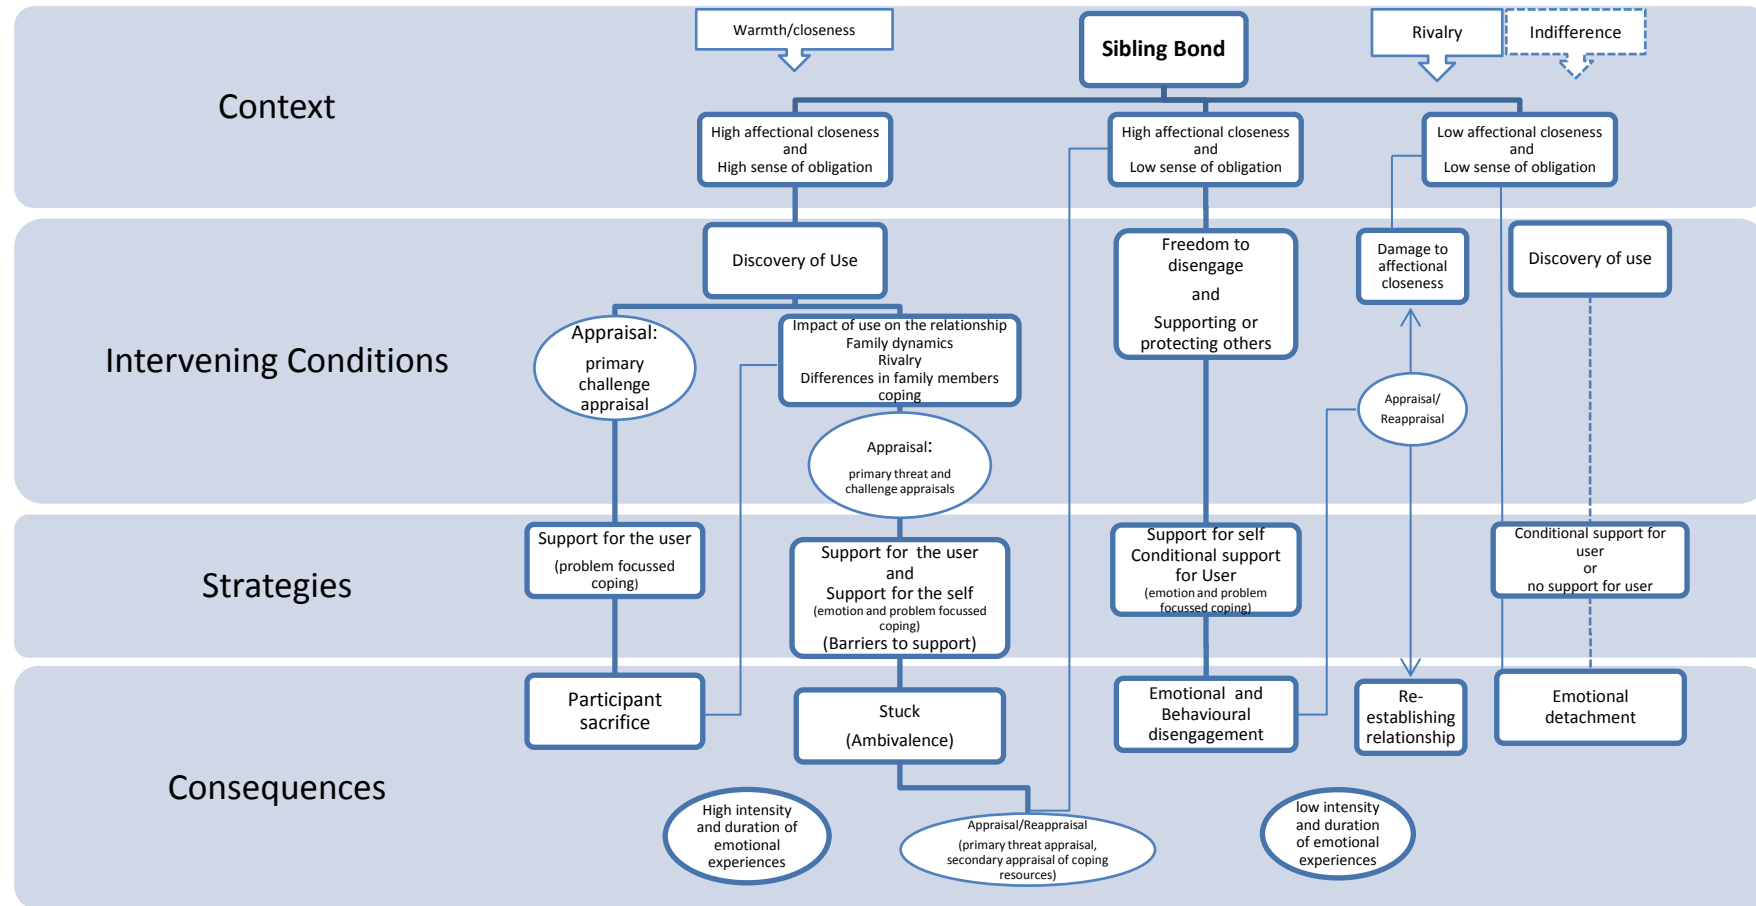 Warmth/closeness
Sibling Bond
Rivalry
Indifference
Context
High affectional closeness
and
High sense of obligation
High affectional closeness
and
Low sense of obligation
Low affectional closeness
and
Low sense of obligation
Intervening Conditions
Discovery of Use
Freedom to
disengage
and
Supporting or
protecting others
Damage to
affectional
closeness
Discovery of use
Appraisal:
primary
challenge
appraisal
Impact of use on the relationship
Family dynamics
Rivalry
Differences in family members
coping
Appraisal/
Reappraisal
Appraisal:
primary threat and
challenge appraisals
Strategies
Support for the user
(problem focussed
coping)
Support for the user
and
Support for the self
(emotion and problem focussed
coping)
(Barriers to support)
Support for self
Conditional support
for User
(emotion and problem
focussed coping)
Conditional support for
user
or
no support for user
Consequences
Participant
sacrifice
Stuck
(Ambivalence)
Emotional and
Behavioural
disengagement
Re-
establishing
relationship
Emotional
detachment
High intensity
and duration of
emotional
experiences
Appraisal/Reappraisal
(primary threat appraisal,
secondary appraisal of coping
resources)
low intensity
and duration
of emotional
experiences